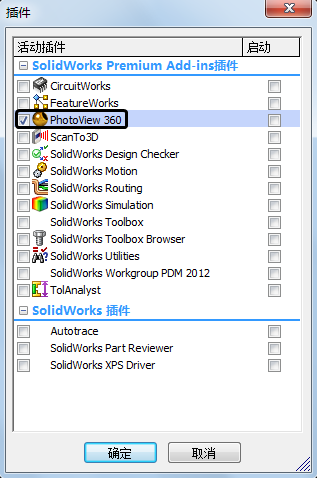 插件
活动插件 启动
SolidWorks Premium Add-ins插件
CircuitWorks
FeatureWorks
PhotoView 360
ScanTo3D
SolidWorks Design Checker
SolidWorks Motion
SolidWorks Routing
SolidWorks Simulation
SolidWorks Toolbox
SolidWorks Toolbox Browser
SolidWorks Utilities
SolidWorks Workgroup PDM 2012
TolAnalyst
SolidWorks 插件
Autotrace
SolidWorks Part Reviewer
SolidWorks XPS Driver
确定 取消